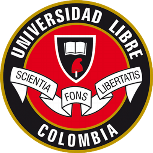 UNIVERSIDAD LIBRE
SCIENTIA
FONS
LIBERTATIS
COLOMBIA